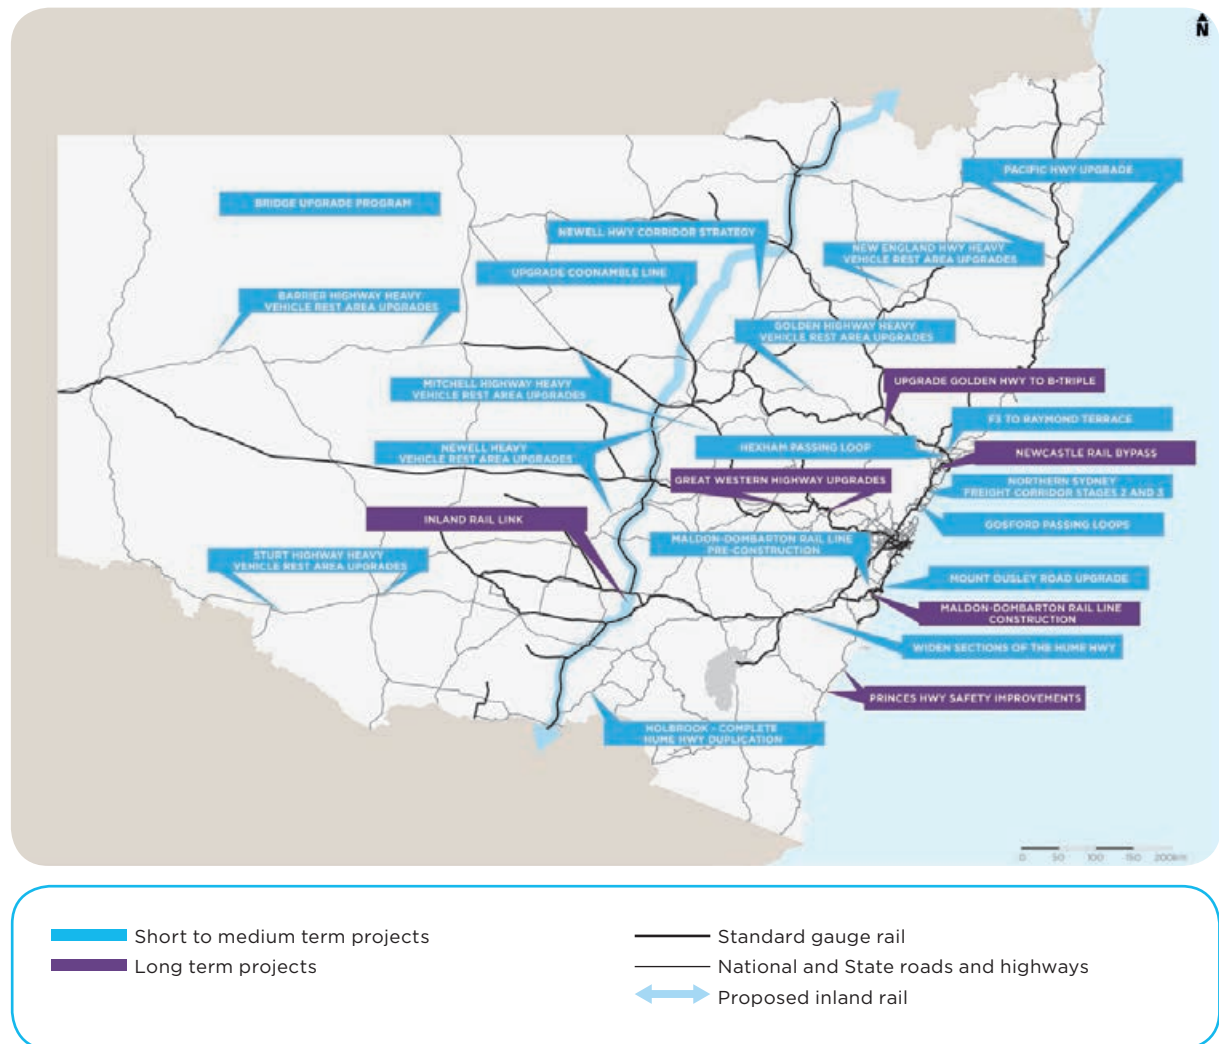 N
PACIFIC HWY UPGRADE
BRIDGE UPGRADE PROGRAM
NEWELL HWY CORRIDOR STRATEGY
NEW ENGLAND HWY HEAVY
VEHICLE REST AREA UPGRADES
UPGRADE COONAMBLE LINE
BARRIER HIGHWAY HEAVY
VEHICLE REST AREA UPGRADES
GOLDEN HIGHWAY HEAVY
VEHICLE REST AREA UPGRADES
MITCHELL HIGHWAY HEAVY
VEHICLE REST AREA UPGRADES
UPGRADE GOLDEN HWY TO B-TRIPLE
F3 TO RAYMOND TERRACE
HEXHAM PASSING LOOP
NEWELL HEAVY
VEHICLE REST AREA UPGRADES
NEWCASTLE RAIL BYPASS
GREAT WESTERN HIGHWAY UPGRADES
NORTHERN SYDNEY
FREIGHT CORRIDOR STAGES 2 AND 3
INLAND RAIL LINK
GOSFORD PASSING LOOPS
MALDON-DOMBARTON RAIL LINE
PRE-CONSTRUCTION
STURT HIGHWAY HEAVY
VEHICLE REST AREA UPGRADES
MOUNT OUSLEY ROAD UPGRADE
MALDON-DOMBARTON RAIL LINE
CONSTRUCTION
WIDEN SECTIONS OF THE HUME HWY
PRINCES HWY SAFETY IMPROVEMENTS
HOLBROOK - COMPLETE
HUME HWY DUPLICATION
0 50 100 150 200km
Short to medium term projects
Long term projects
Standard gauge rail
National and State roads and highways
Proposed inland rail